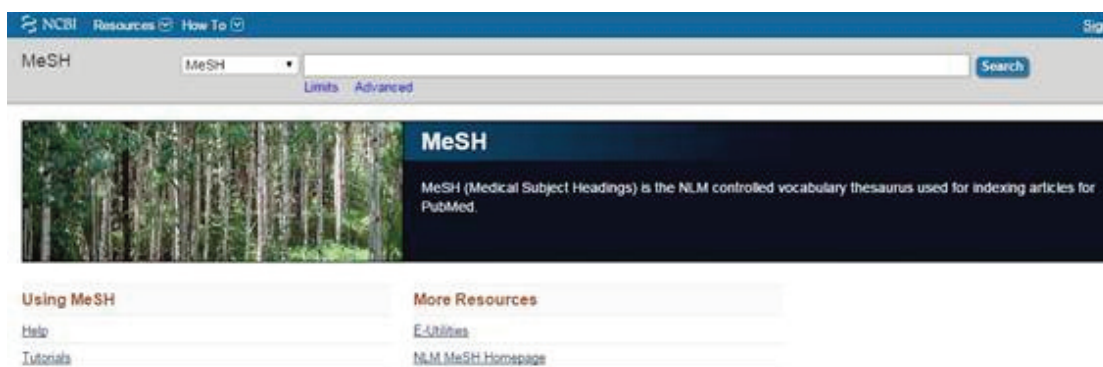 NCBI Resources How To Sig
MeSH MeSH Search
Limits Advanced
MeSH
MeSH (Medical Subject Headings) is the NLM controlled vocabulary thesaurus used for indexing articles for
PubMed.
Using MeSH More Resources
Help E-Utilities
Tutorials NLM MeSH Homepage